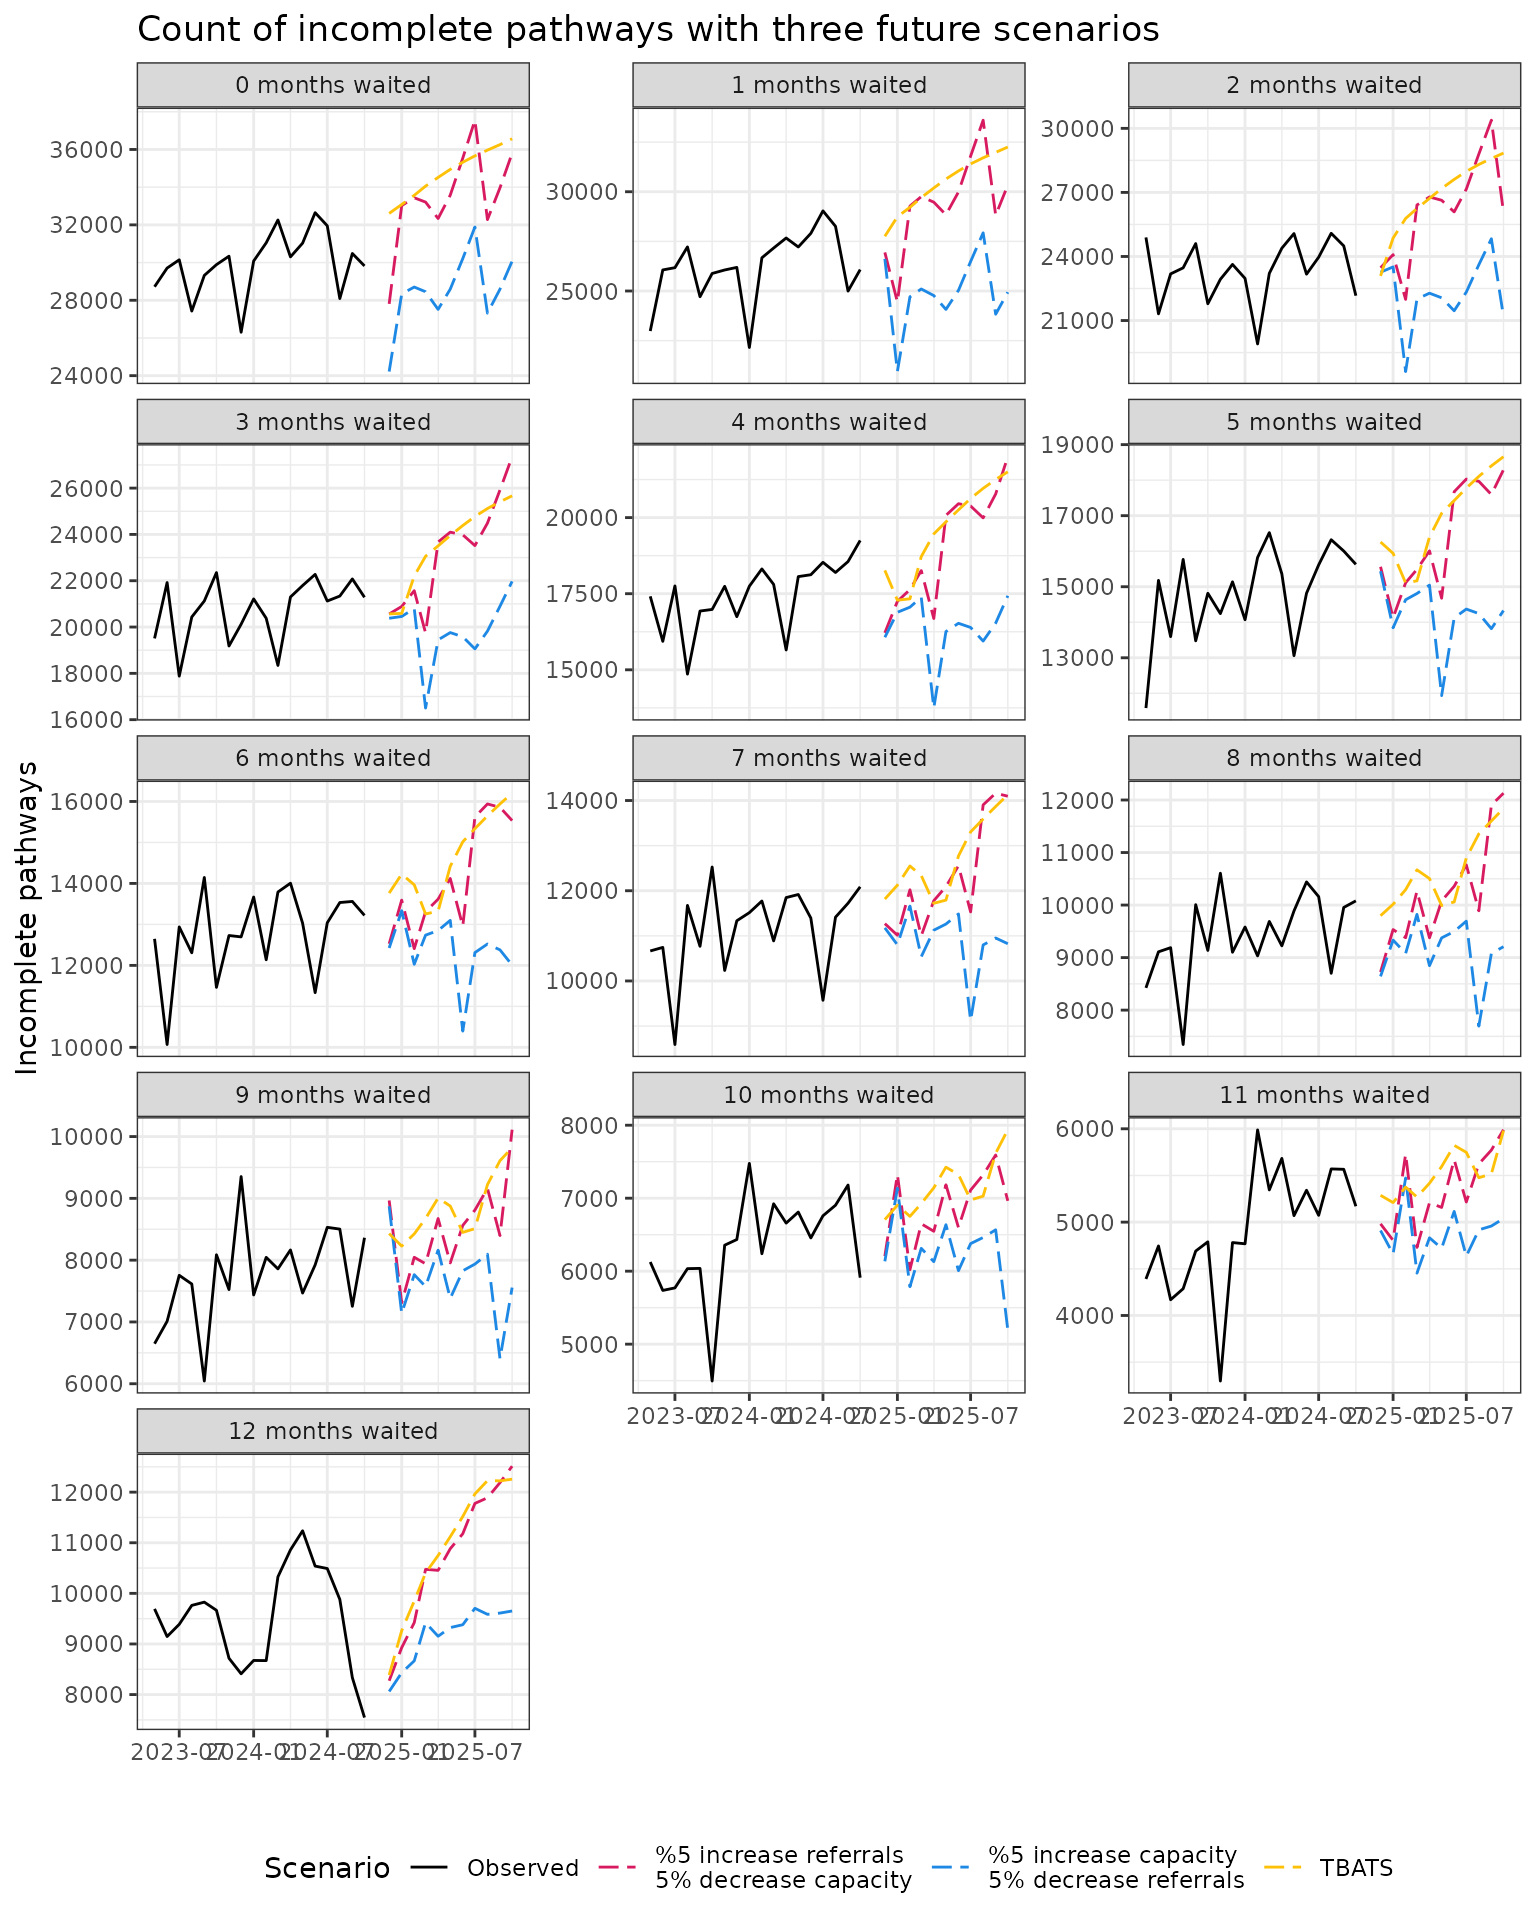 Count of incomplete pathways with three future scenarios
0 months waited
1 months waited
2 months waited
36000
32000
28000
24000
30000
25000
30000
27000
24000
21000
3 months waited
4 months waited
5 months waited
26000
24000
22000
20000
18000
16000
20000
17500
15000
19000
17000
15000
13000
6 months waited
7 months waited
8 months waited
16000
14000
12000
10000
14000
12000
10000
12000
11000
10000
9000
8000
9 months waited
10 months waited
11 months waited
10000
9000
8000
7000
6000
8000
7000
6000
5000
6000
5000
4000
2023-07 2024-01 2024-07 2025-01 2025-07
2023-07 2024-01 2024-07 2025-01 2025-07
12 months waited
12000
11000
10000
9000
8000
2023-07 2024-01 2024-07 2025-01 2025-07
Incomplete pathways
Scenario
Observed
%5 increase referrals
5% decrease capacity
%5 increase capacity
5% decrease referrals
TBATS